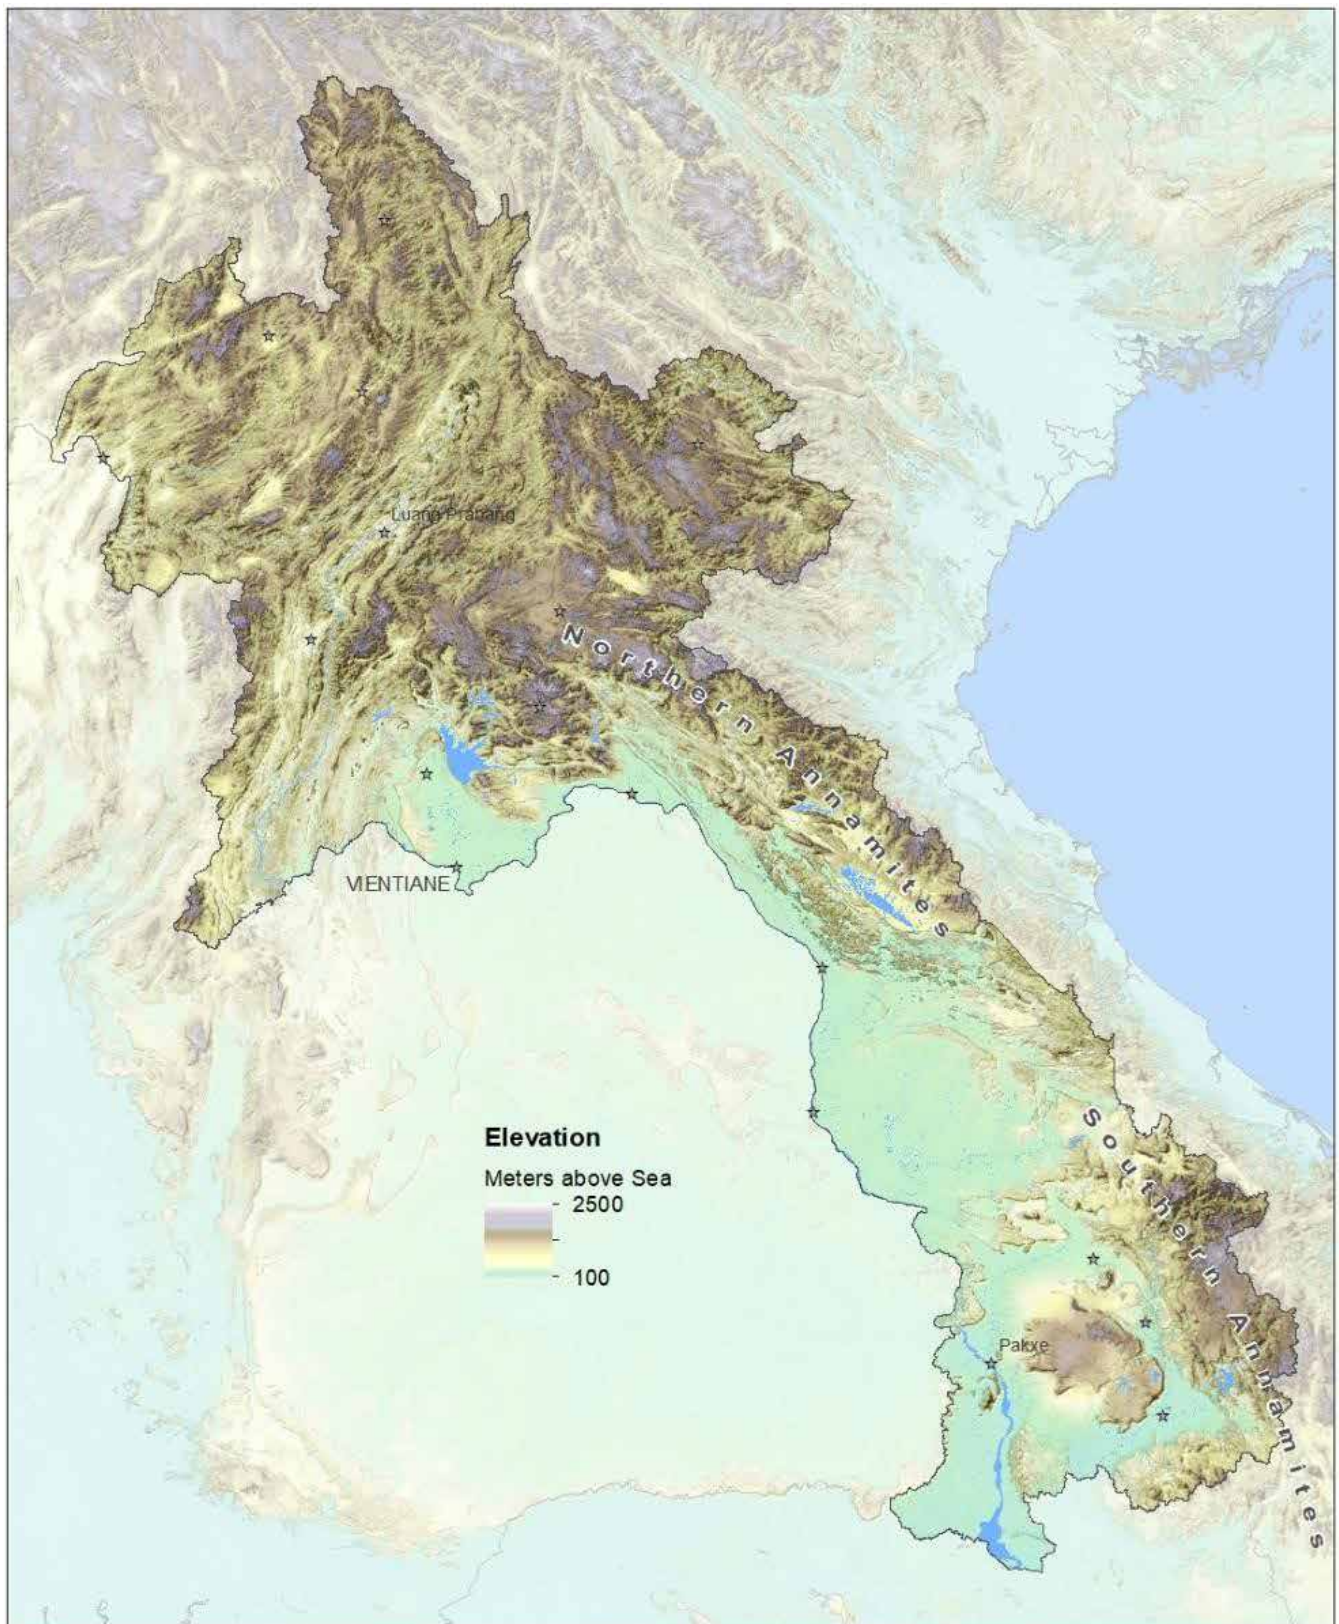 Luang Prabang
Northern Annamites
VIENTIANE
Southern Annamites
Elevation
Meters above Sea
2500
100
Pakxe